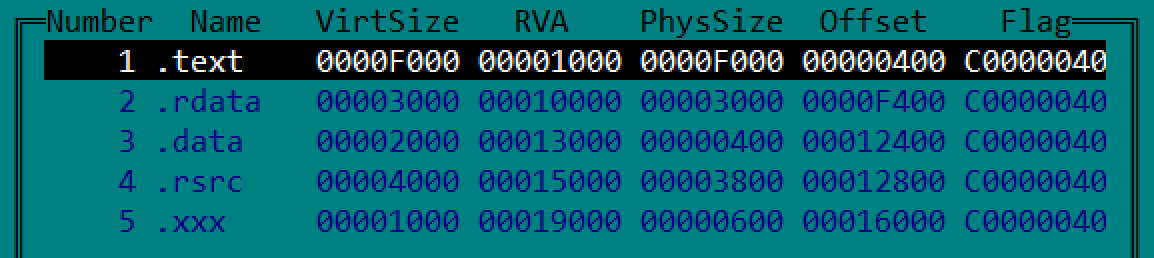 Number Name VirtSize RVA PhysSize Offset Flag
1 .text 0000F000 00001000 0000F000 00000400 C0000040
2 .rdata 00003000 00010000 00003000 0000F400 C0000040
3 .data 00002000 00013000 00000400 00012400 C0000040
4 .rsrc 00004000 00015000 00003800 00012800 C0000040
5 .xxx 00001000 00019000 00000600 00016000 C0000040